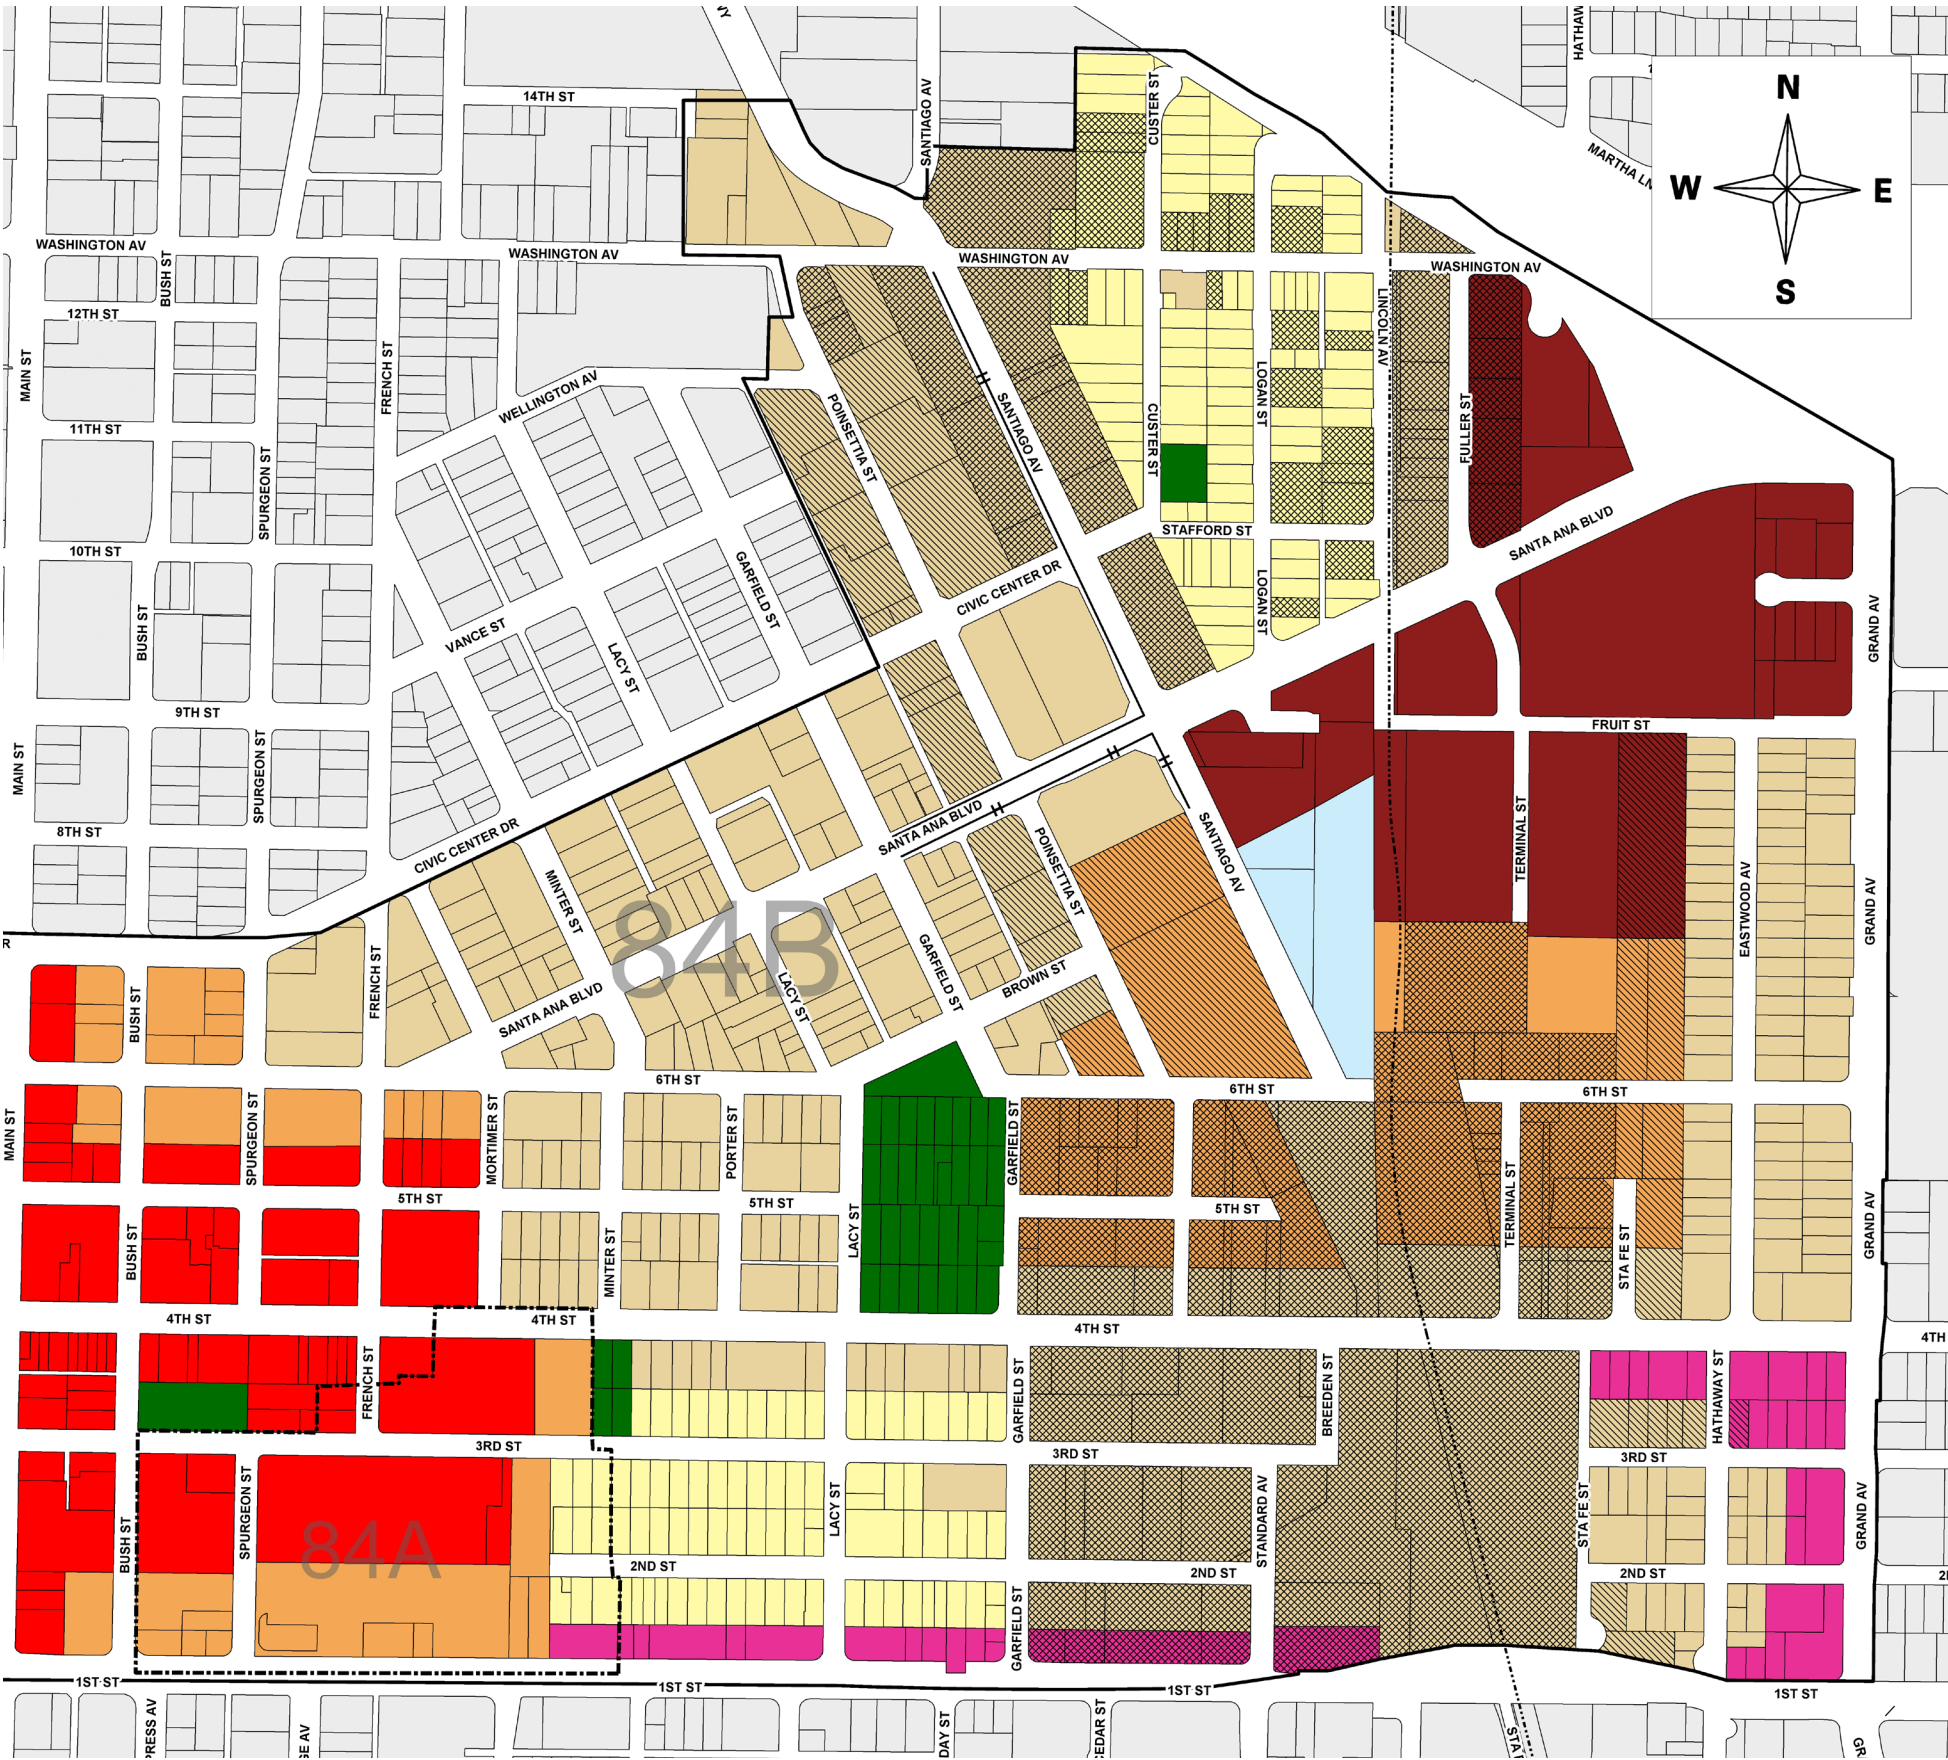 HATHAW
N
W
E
S
14TH ST
SANTIAGO AV
CUSTER ST
MARTHA LN
WASHINGTON AV
BUSH ST
WASHINGTON AV
WASHINGTON AV
WASHINGTON AV
12TH ST
MAIN ST
FRENCH ST
WELLINGTON AV
POINSETTIA ST
SANTIAGO AV
CUSTER ST
LOGAN ST
LINCOLN AV
FULLER ST
11TH ST
SPURGEON ST
STAFFORD ST
SANTA ANA BLVD
10TH ST
GARFIELD ST
CIVIC CENTER DR
LOGAN ST
BUSH ST
VANCE ST
LACY ST
GRAND AV
9TH ST
FRUIT ST
MAIN ST
SPURGEON ST
8TH ST
CIVIC CENTER DR
SANTA ANA BLVD
POINSETTIA ST
SANTIAGO AV
TERMINAL ST
EASTWOOD AV
GRAND AV
MINTER ST
84B
R
FRENCH ST
LACY ST
GARFIELD ST
BROWN ST
BUSH ST
SANTA ANA BLVD
6TH ST
6TH ST
6TH ST
MAIN ST
SPURGEON ST
MORTIMER ST
PORTER ST
GARFIELD ST
5TH ST
5TH ST
5TH ST
TERMINAL ST
STA FE ST
GRAND AV
BUSH ST
MINTER ST
LACY ST
4TH ST
4TH ST
4TH ST
4TH
FRENCH ST
GARFIELD ST
BREEDEN ST
HATHAWAY ST
3RD ST
3RD ST
3RD ST
BUSH ST
SPURGEON ST
84A
LACY ST
STANDARD AV
STA FE ST
GRAND AV
2ND ST
2ND ST
2ND ST
GARFIELD ST
1ST ST
1ST ST
1ST ST
1ST ST
PRESS AV
GE AV
DAY ST
CEDAR ST